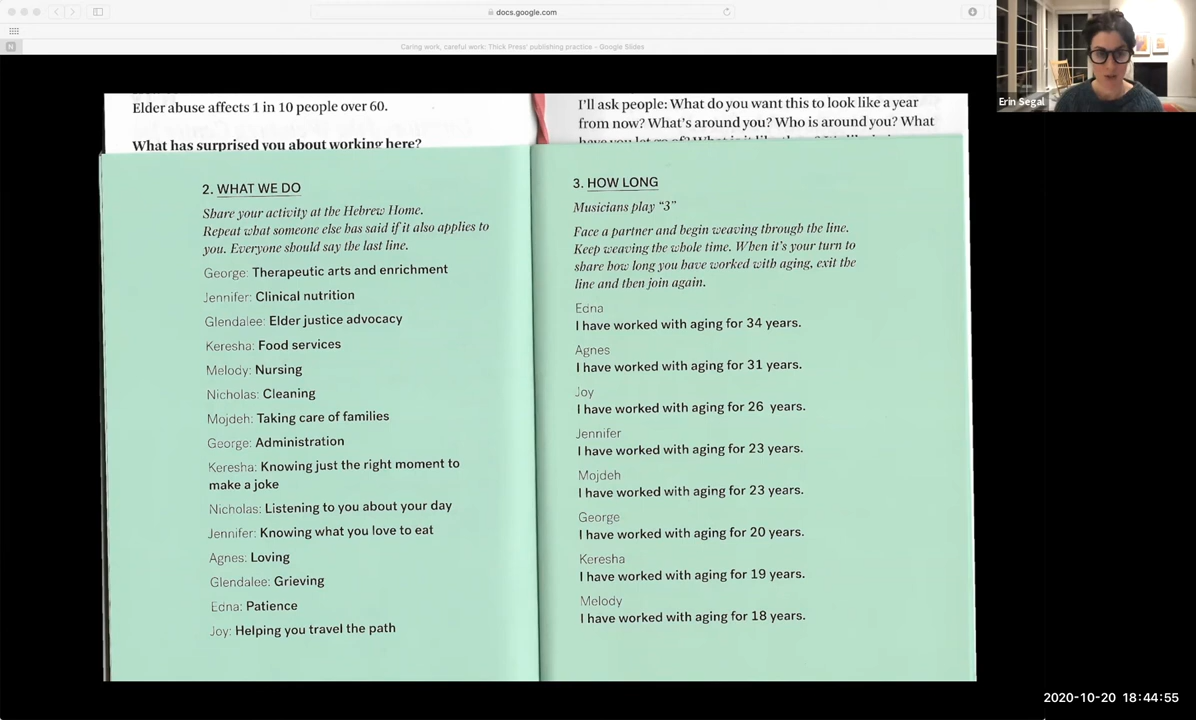 docs.google.com
N
Caring work, careful work: Thick Press' publishing practice – Google Slides
Erin Segal
Elder abuse affects 1 in 10 people over 60.
What has surprised you about working here?
I'll ask people: What do you want this to look like a year
from now? What's around you? Who is around you? What
2. WHAT WE DO
Share your activity at the Hebrew Home.
Repeat what someone else has said if it also applies to
you. Everyone should say the last line.
George: Therapeutic arts and enrichment
Jennifer: Clinical nutrition
Glendalee: Elder justice advocacy
Keresha: Food services
Melody: Nursing
Nicholas: Cleaning
Mojdeh: Taking care of families
George: Administration
Keresha: Knowing just the right moment to
make a joke
Nicholas: Listening to you about your day
Jennifer: Knowing what you love to eat
Agnes: Loving
Glendalee: Grieving
Edna: Patience
Joy: Helping you travel the path
3. HOW LONG
Musicians play "3"
Face a partner and begin weaving through the line.
Keep weaving the whole time. When it's your turn to
share how long you have worked with aging, exit the
line and then join again.
Edna
I have worked with aging for 34 years.
Agnes
I have worked with aging for 31 years.
Joy
I have worked with aging for 26 years.
Jennifer
I have worked with aging for 23 years.
Mojdeh
I have worked with aging for 23 years.
George
I have worked with aging for 20 years.
Keresha
I have worked with aging for 19 years.
Melody
I have worked with aging for 18 years.
2020-10-20 18:44:55